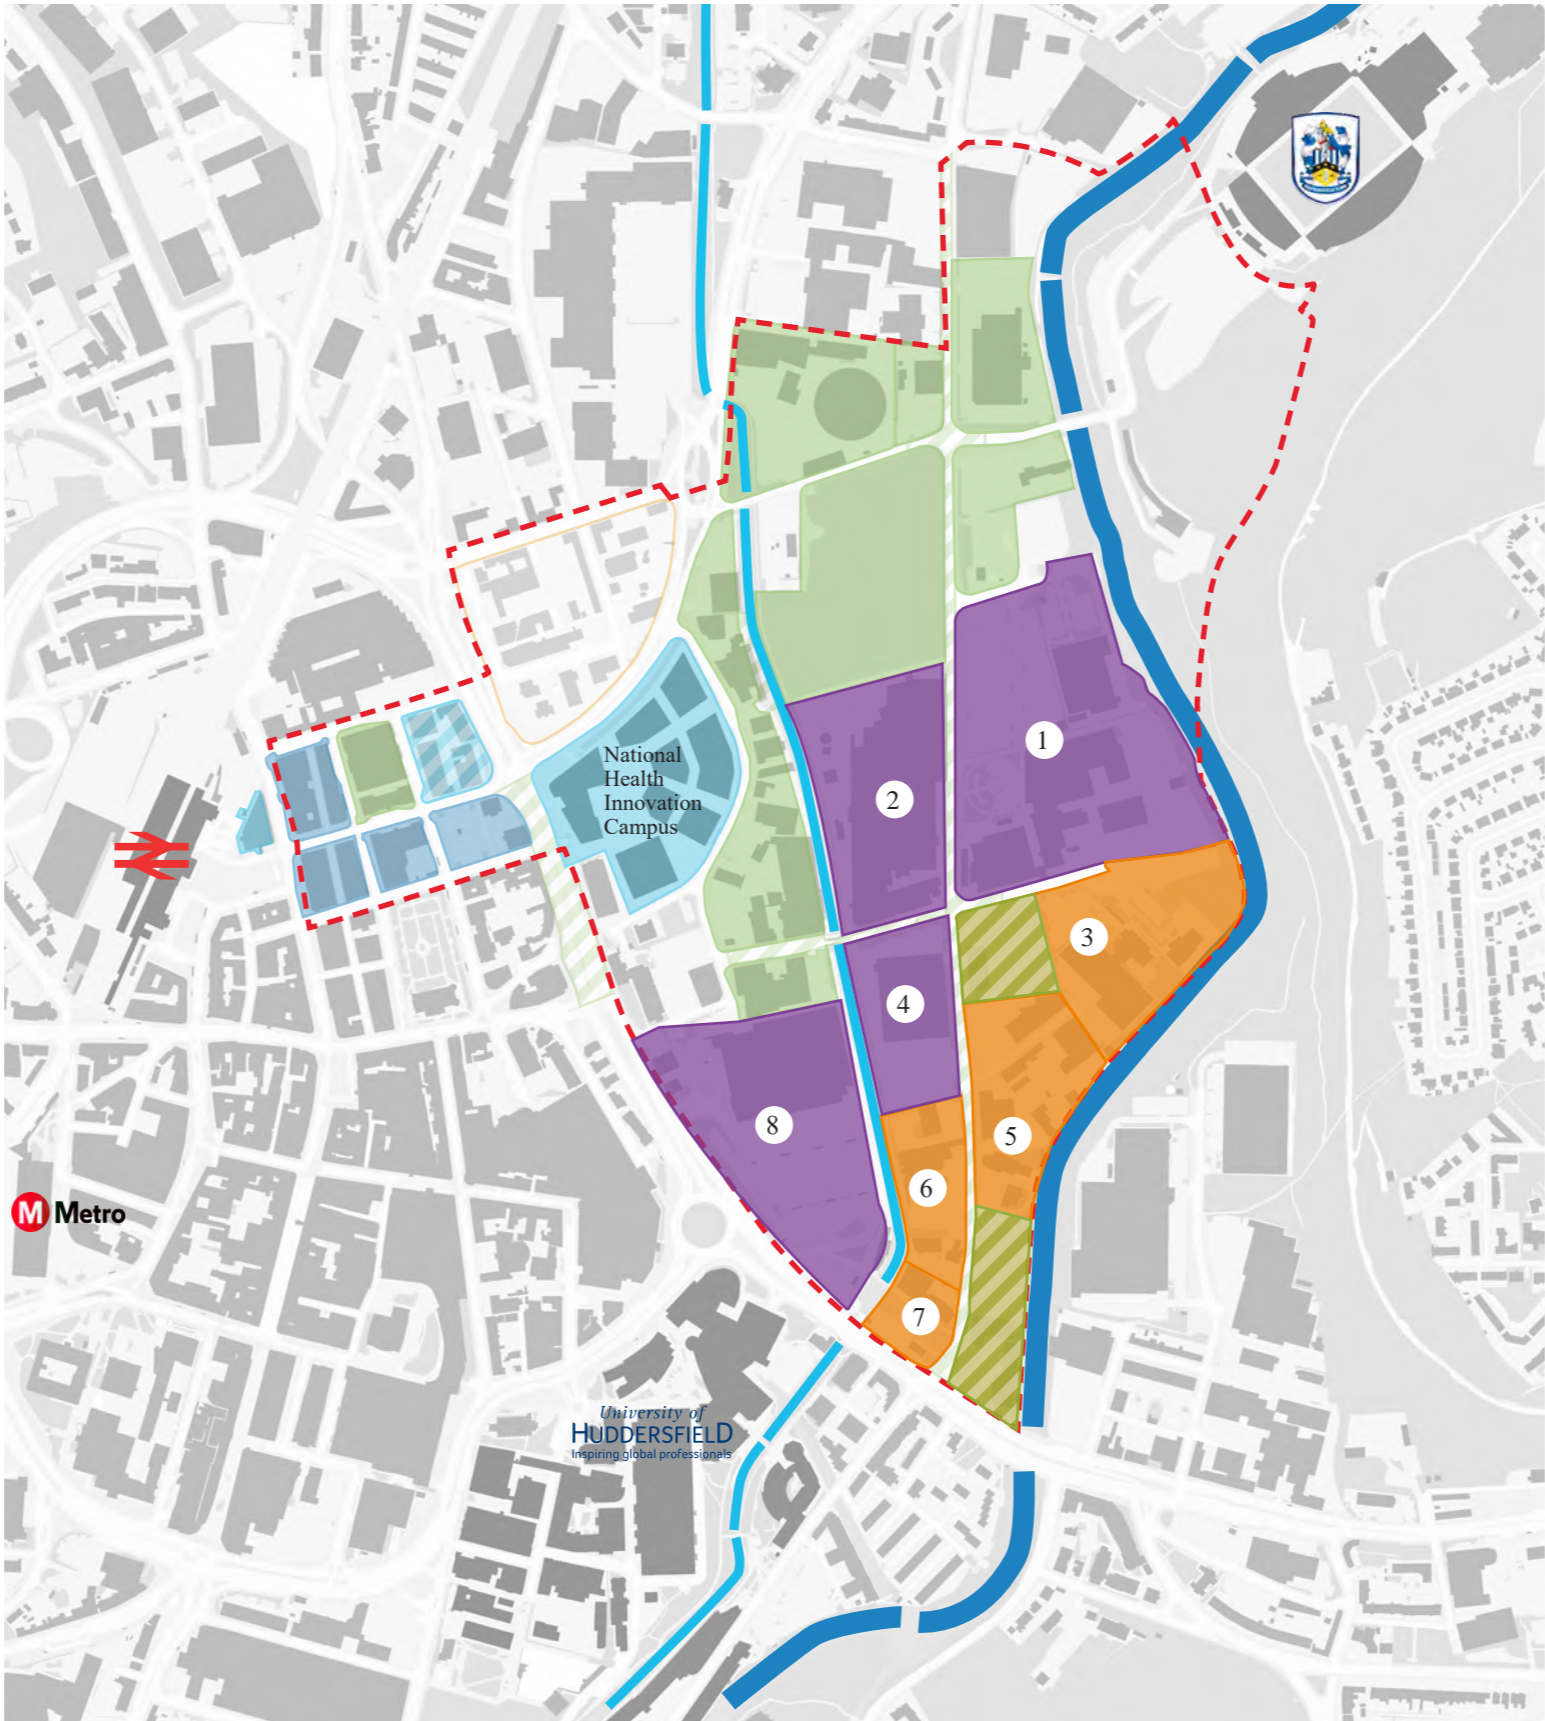 National
Health
Innovation
Campus
1
2
3
4
5
6
7
8
M Metro
University of
HUDDERSFIELD
Inspiring global professionals